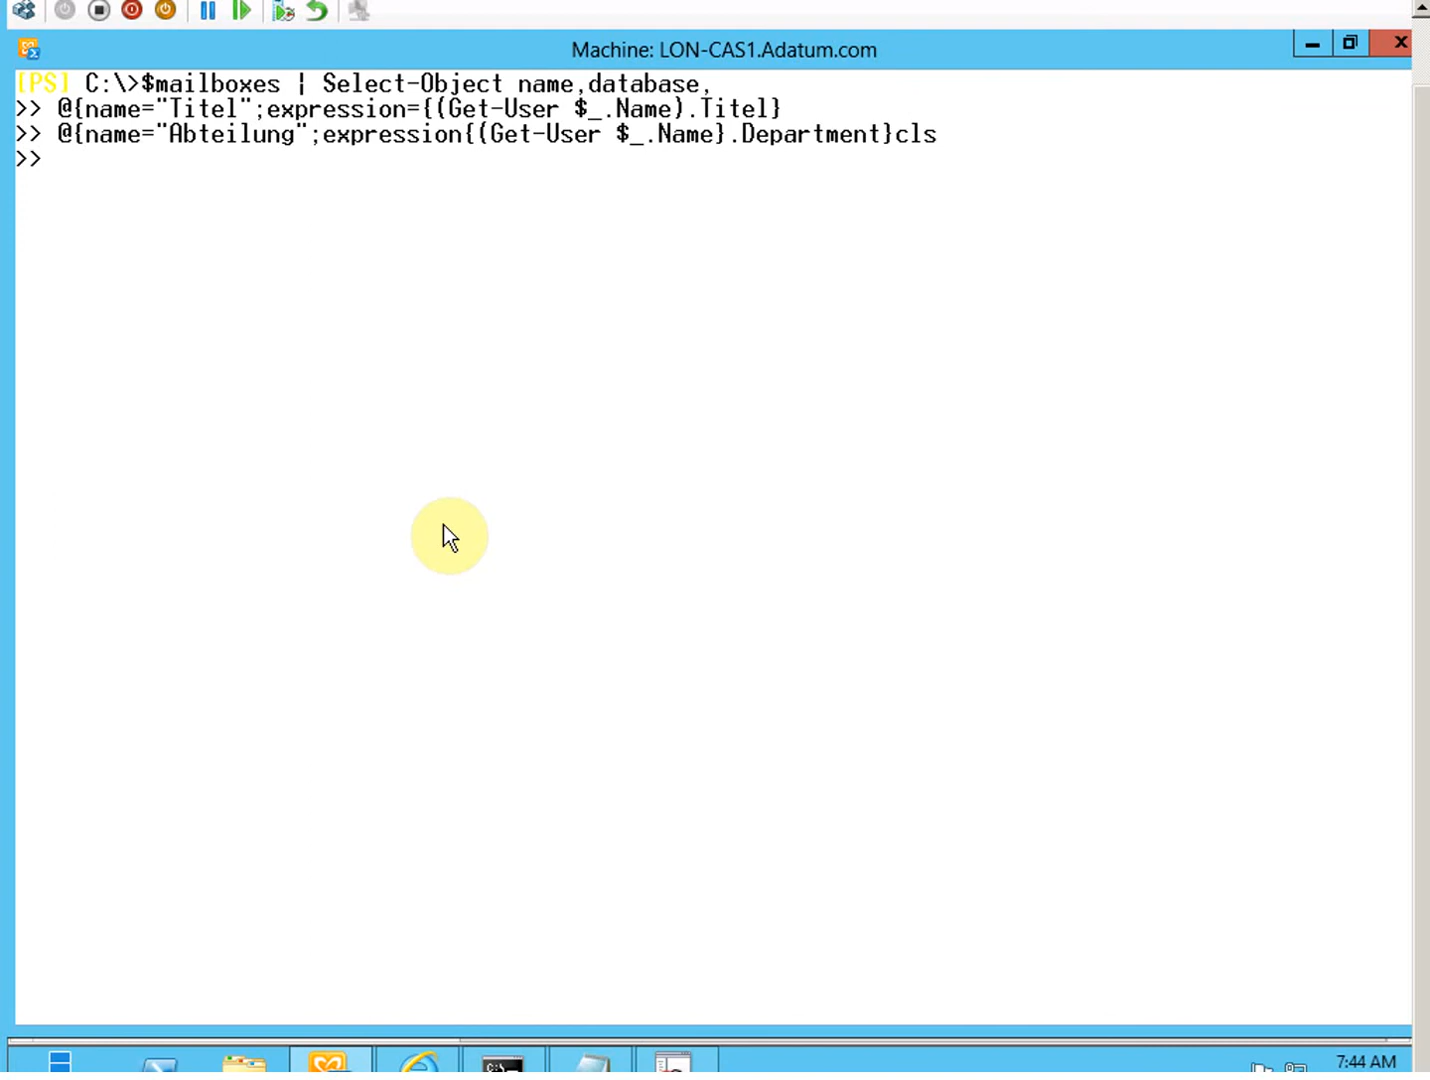 Machine: LON-CAS1.Adatum.com
[PS] C:\>$mailboxes | Select-Object name,database,
>> @{name="Titel";expression={(Get-User $_.Name).Titel}
>> @{name="Abteilung";expression{(Get-User $_.Name}.Department}cls
>>
7:44 AM